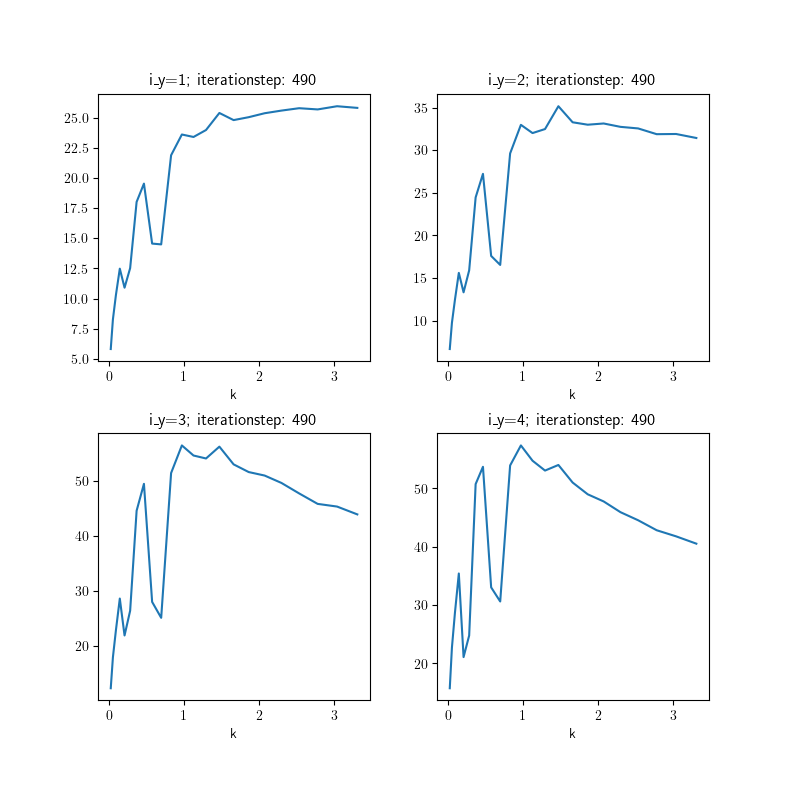 i_y=1; iterationstep: 490
25.0
22.5
20.0
17.5
15.0
12.5
10.0
7.5
5.0
0 1 2 3
k
i_y=2; iterationstep: 490
35
30
25
20
15
10
0 1 2 3
k
i_y=3; iterationstep: 490
50
40
30
20
0 1 2 3
k
i_y=4; iterationstep: 490
50
40
30
20
0 1 2 3
k